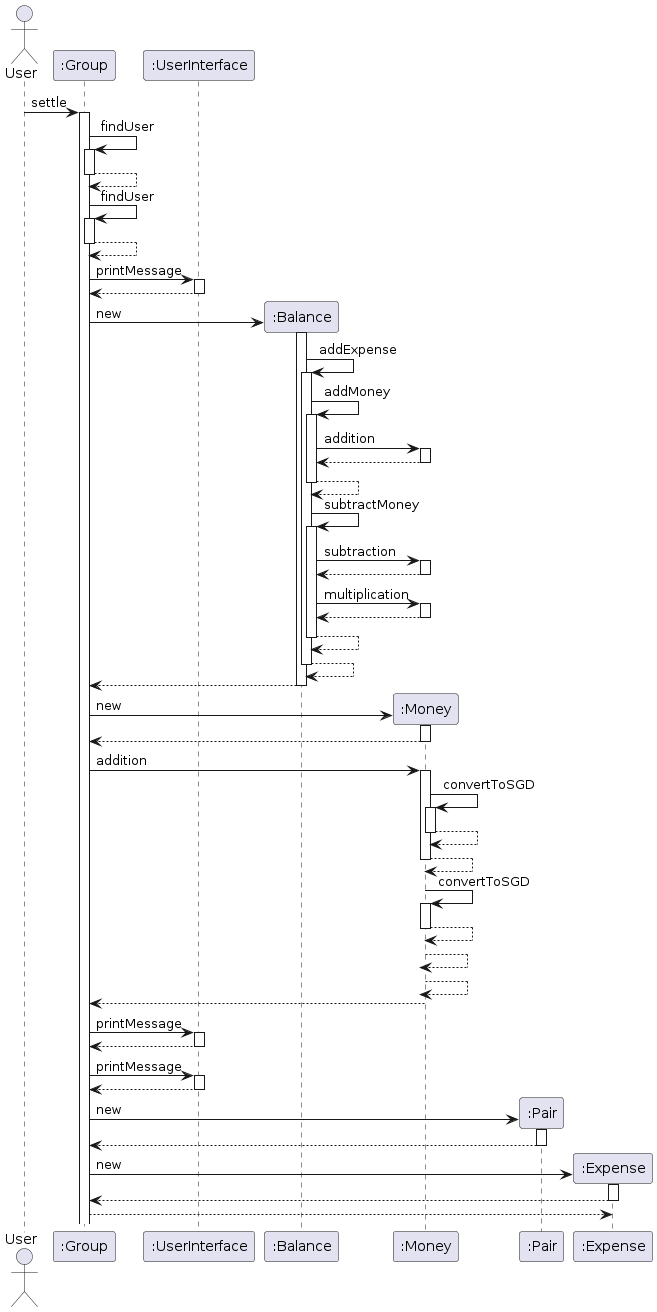 User
:Group
:UserInterface
settle
findUser
findUser
printMessage
new
:Balance
addExpense
addMoney
addition
subtractMoney
subtraction
multiplication
new
:Money
addition
convertToSGD
convertToSGD
printMessage
printMessage
new
:Pair
new
:Expense
User
:Group
:UserInterface
:Balance
:Money
:Pair
:Expense